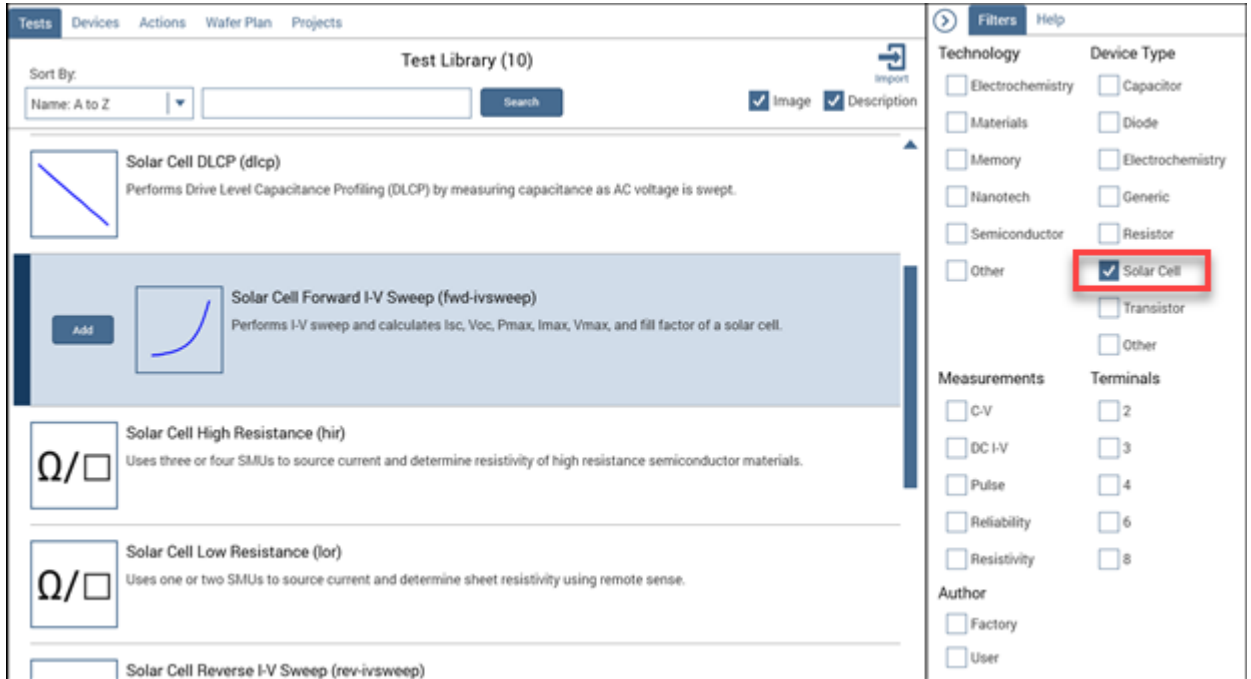 Tests Devices Actions Wafer Plan Projects
Test Library (10)
Import
Sort By:
Name: A to Z
Search
Image Description
Solar Cell DLCP (dlcp)
Performs Drive Level Capacitance Profiling (DLCP) by measuring capacitance as AC voltage is swept.
Add
Solar Cell Forward I-V Sweep (fwd-ivsweep)
Performs I-V sweep and calculates Isc, Voc, Pmax, Imax, Vmax, and fill factor of a solar cell.
Ω/□
Solar Cell High Resistance (hir)
Uses three or four SMUs to source current and determine resistivity of high resistance semiconductor materials.
Ω/□
Solar Cell Low Resistance (lor)
Uses one or two SMUs to source current and determine sheet resistivity using remote sense.
Solar Cell Reverse I-V Sweep (rev-ivsweep)
Filters Help
Technology
Electrochemistry
Materials
Memory
Nanotech
Semiconductor
Other
Device Type
Capacitor
Diode
Electrochemistry
Generic
Resistor
Solar Cell
Transistor
Other
Measurements
C-V
DC I-V
Pulse
Reliability
Resistivity
Terminals
2
3
4
6
8
Author
Factory
User